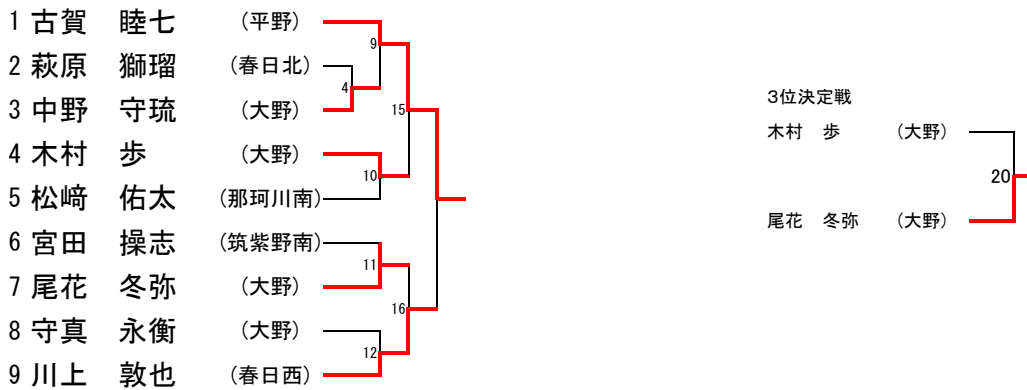 1 古賀　睦七 （平野）
2 萩原　獅瑠 （春日北）
3 中野　守琉 （大野）
4 木村　歩 （大野）
5 松﨑　佑太 （那珂川南）
6 宮田　操志 （筑紫野南）
7 尾花　冬弥 （大野）
8 守真　永衡 （大野）
9 川上　敦也 （春日西）
9
4
15
10
11
16
12
3位決定戦
木村　歩 （大野）
20
尾花　冬弥 （大野）